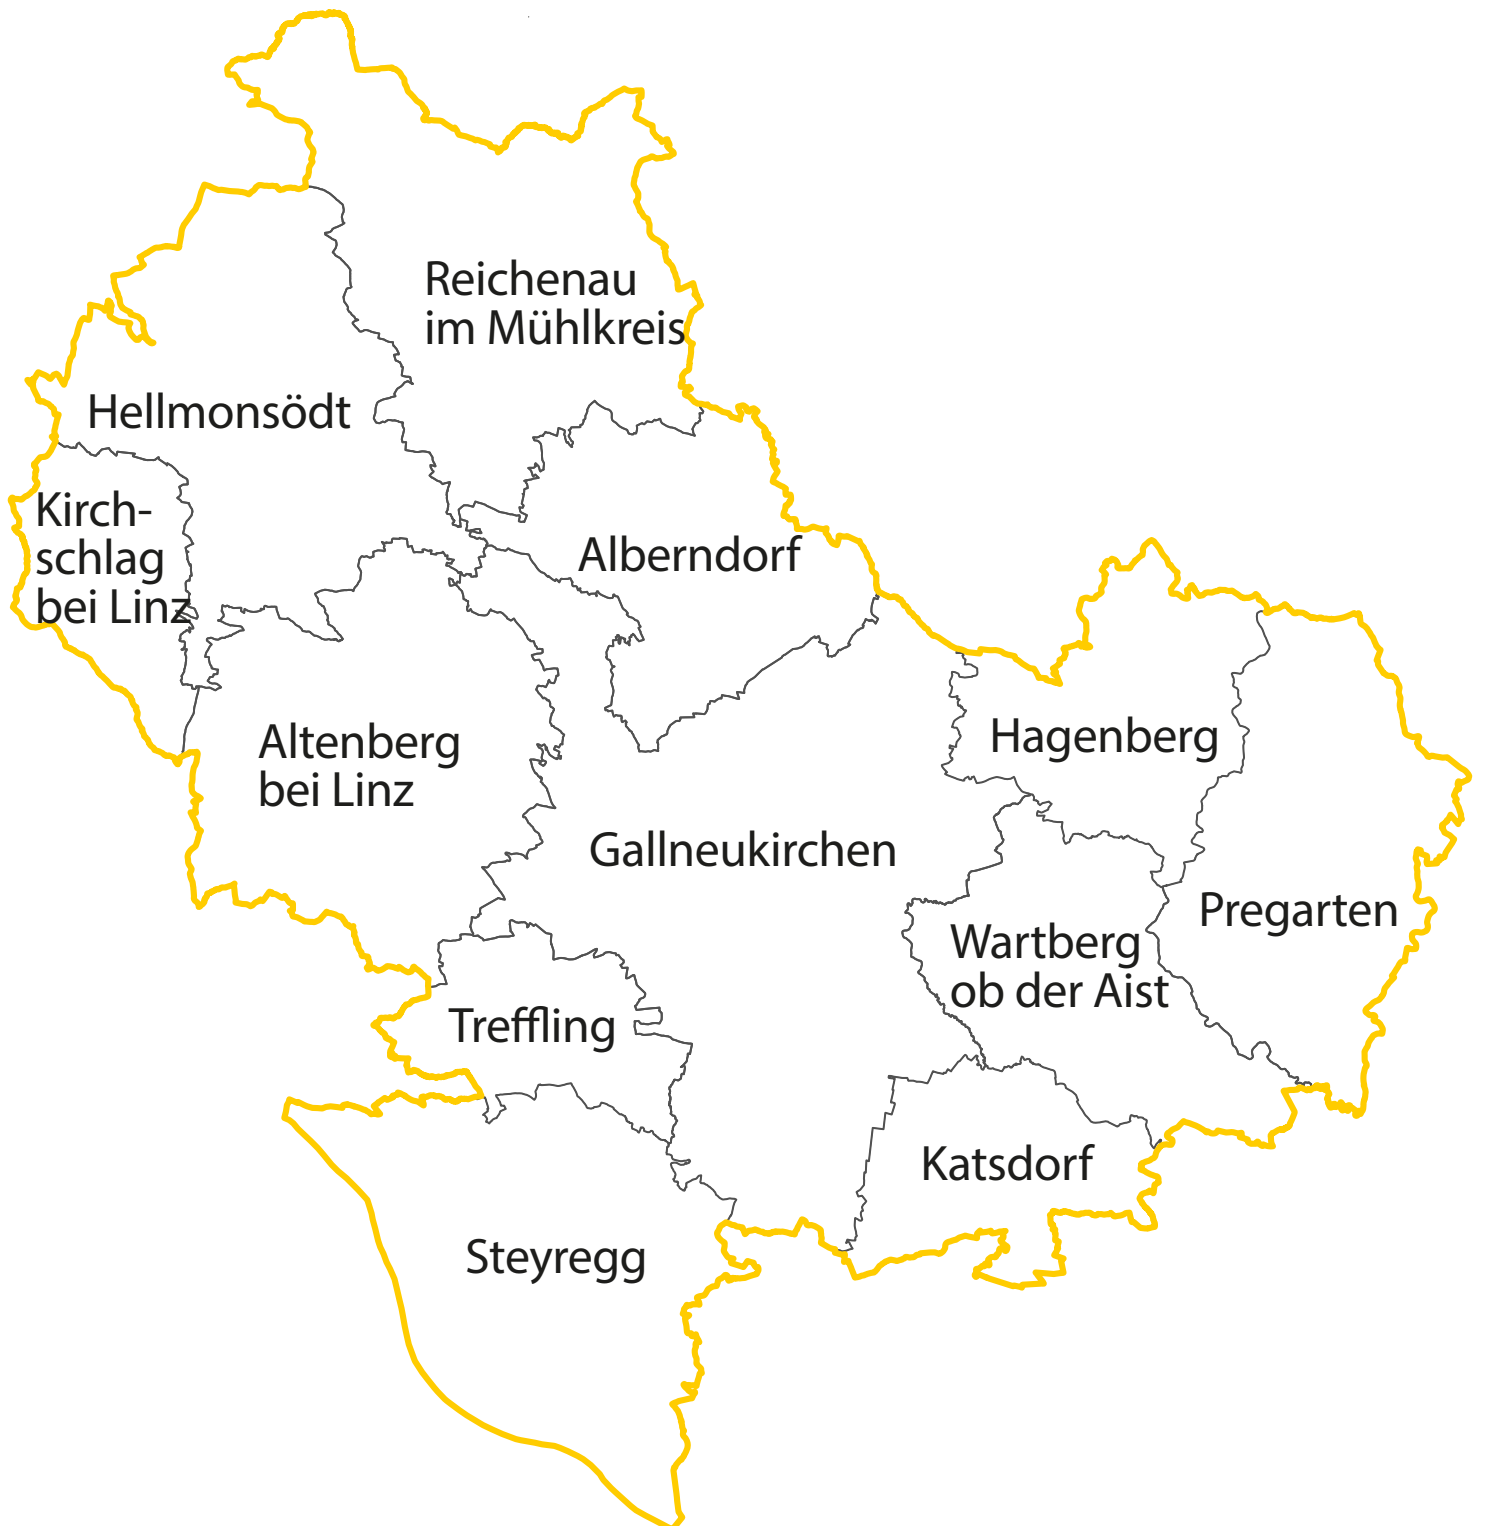 Reichenau
im Mühlkreis
Hellmonsödt
Kirch-
schlag
bei Linz
Alberndorf
Altenberg
bei Linz
Hagenberg
Gallneukirchen
Pregarten
Wartberg
ob der Aist
Treffling
Katsdorf
Steyregg